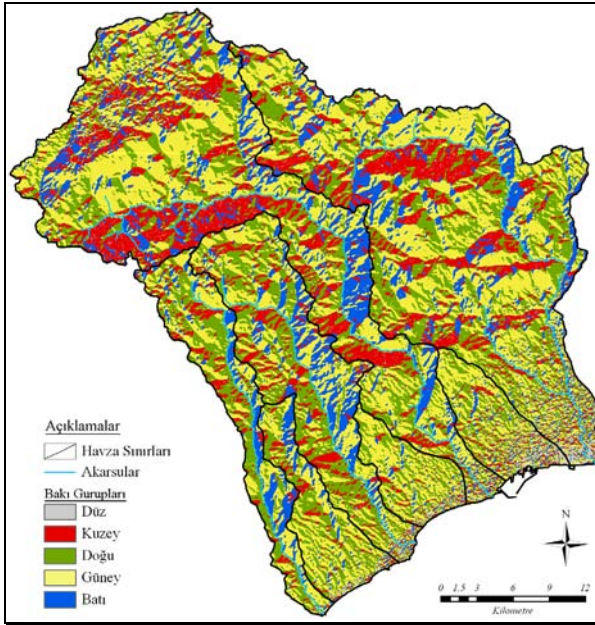 Açıklamalar
Havza Sınırları
Akarsular
Bakı Gurupları
Düz
Kuzey
Doğu
Güney
Batı
N
0 1.5 3 6 9 12
Kilometre